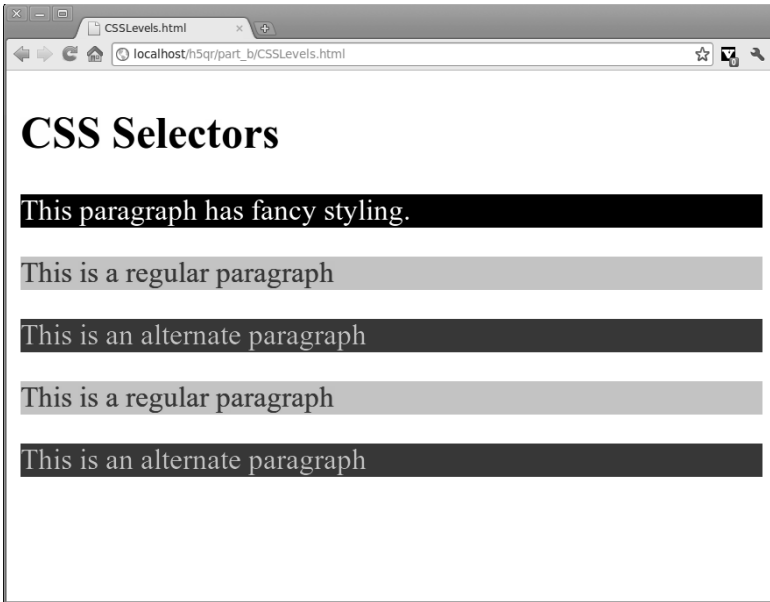 CSSLevels.html
localhost/h5qr/part_b/CSSLevels.html
0
CSS Selectors
This paragraph has fancy styling.
This is a regular paragraph
This is an alternate paragraph
This is a regular paragraph
This is an alternate paragraph